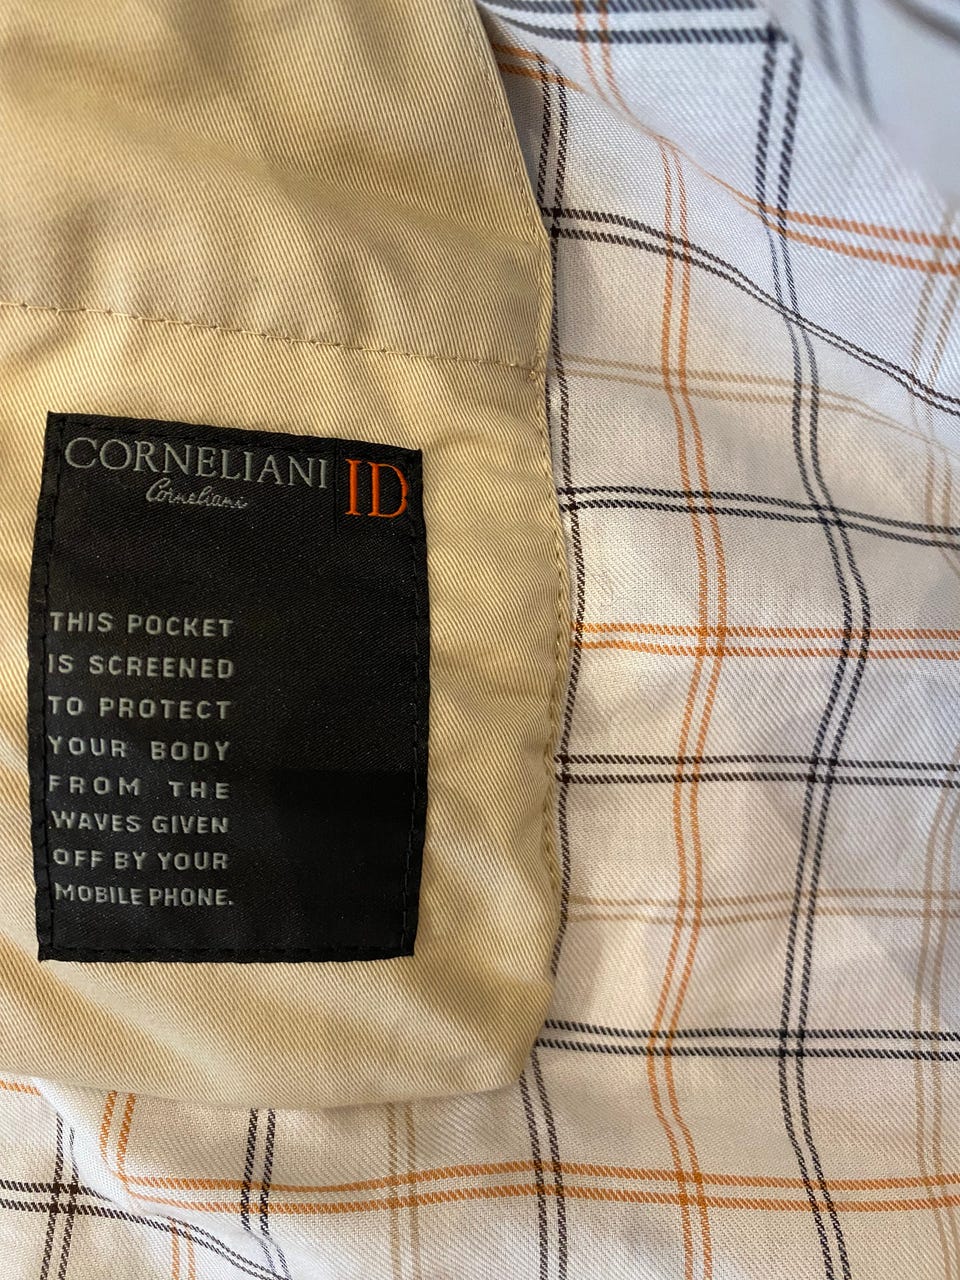 CORNELIANI ID
Corneliani
THIS POCKET
IS SCREENED
TO PROTECT
YOUR BODY
FROM THE
WAVES GIVEN
OFF BY YOUR
MOBILE PHONE.